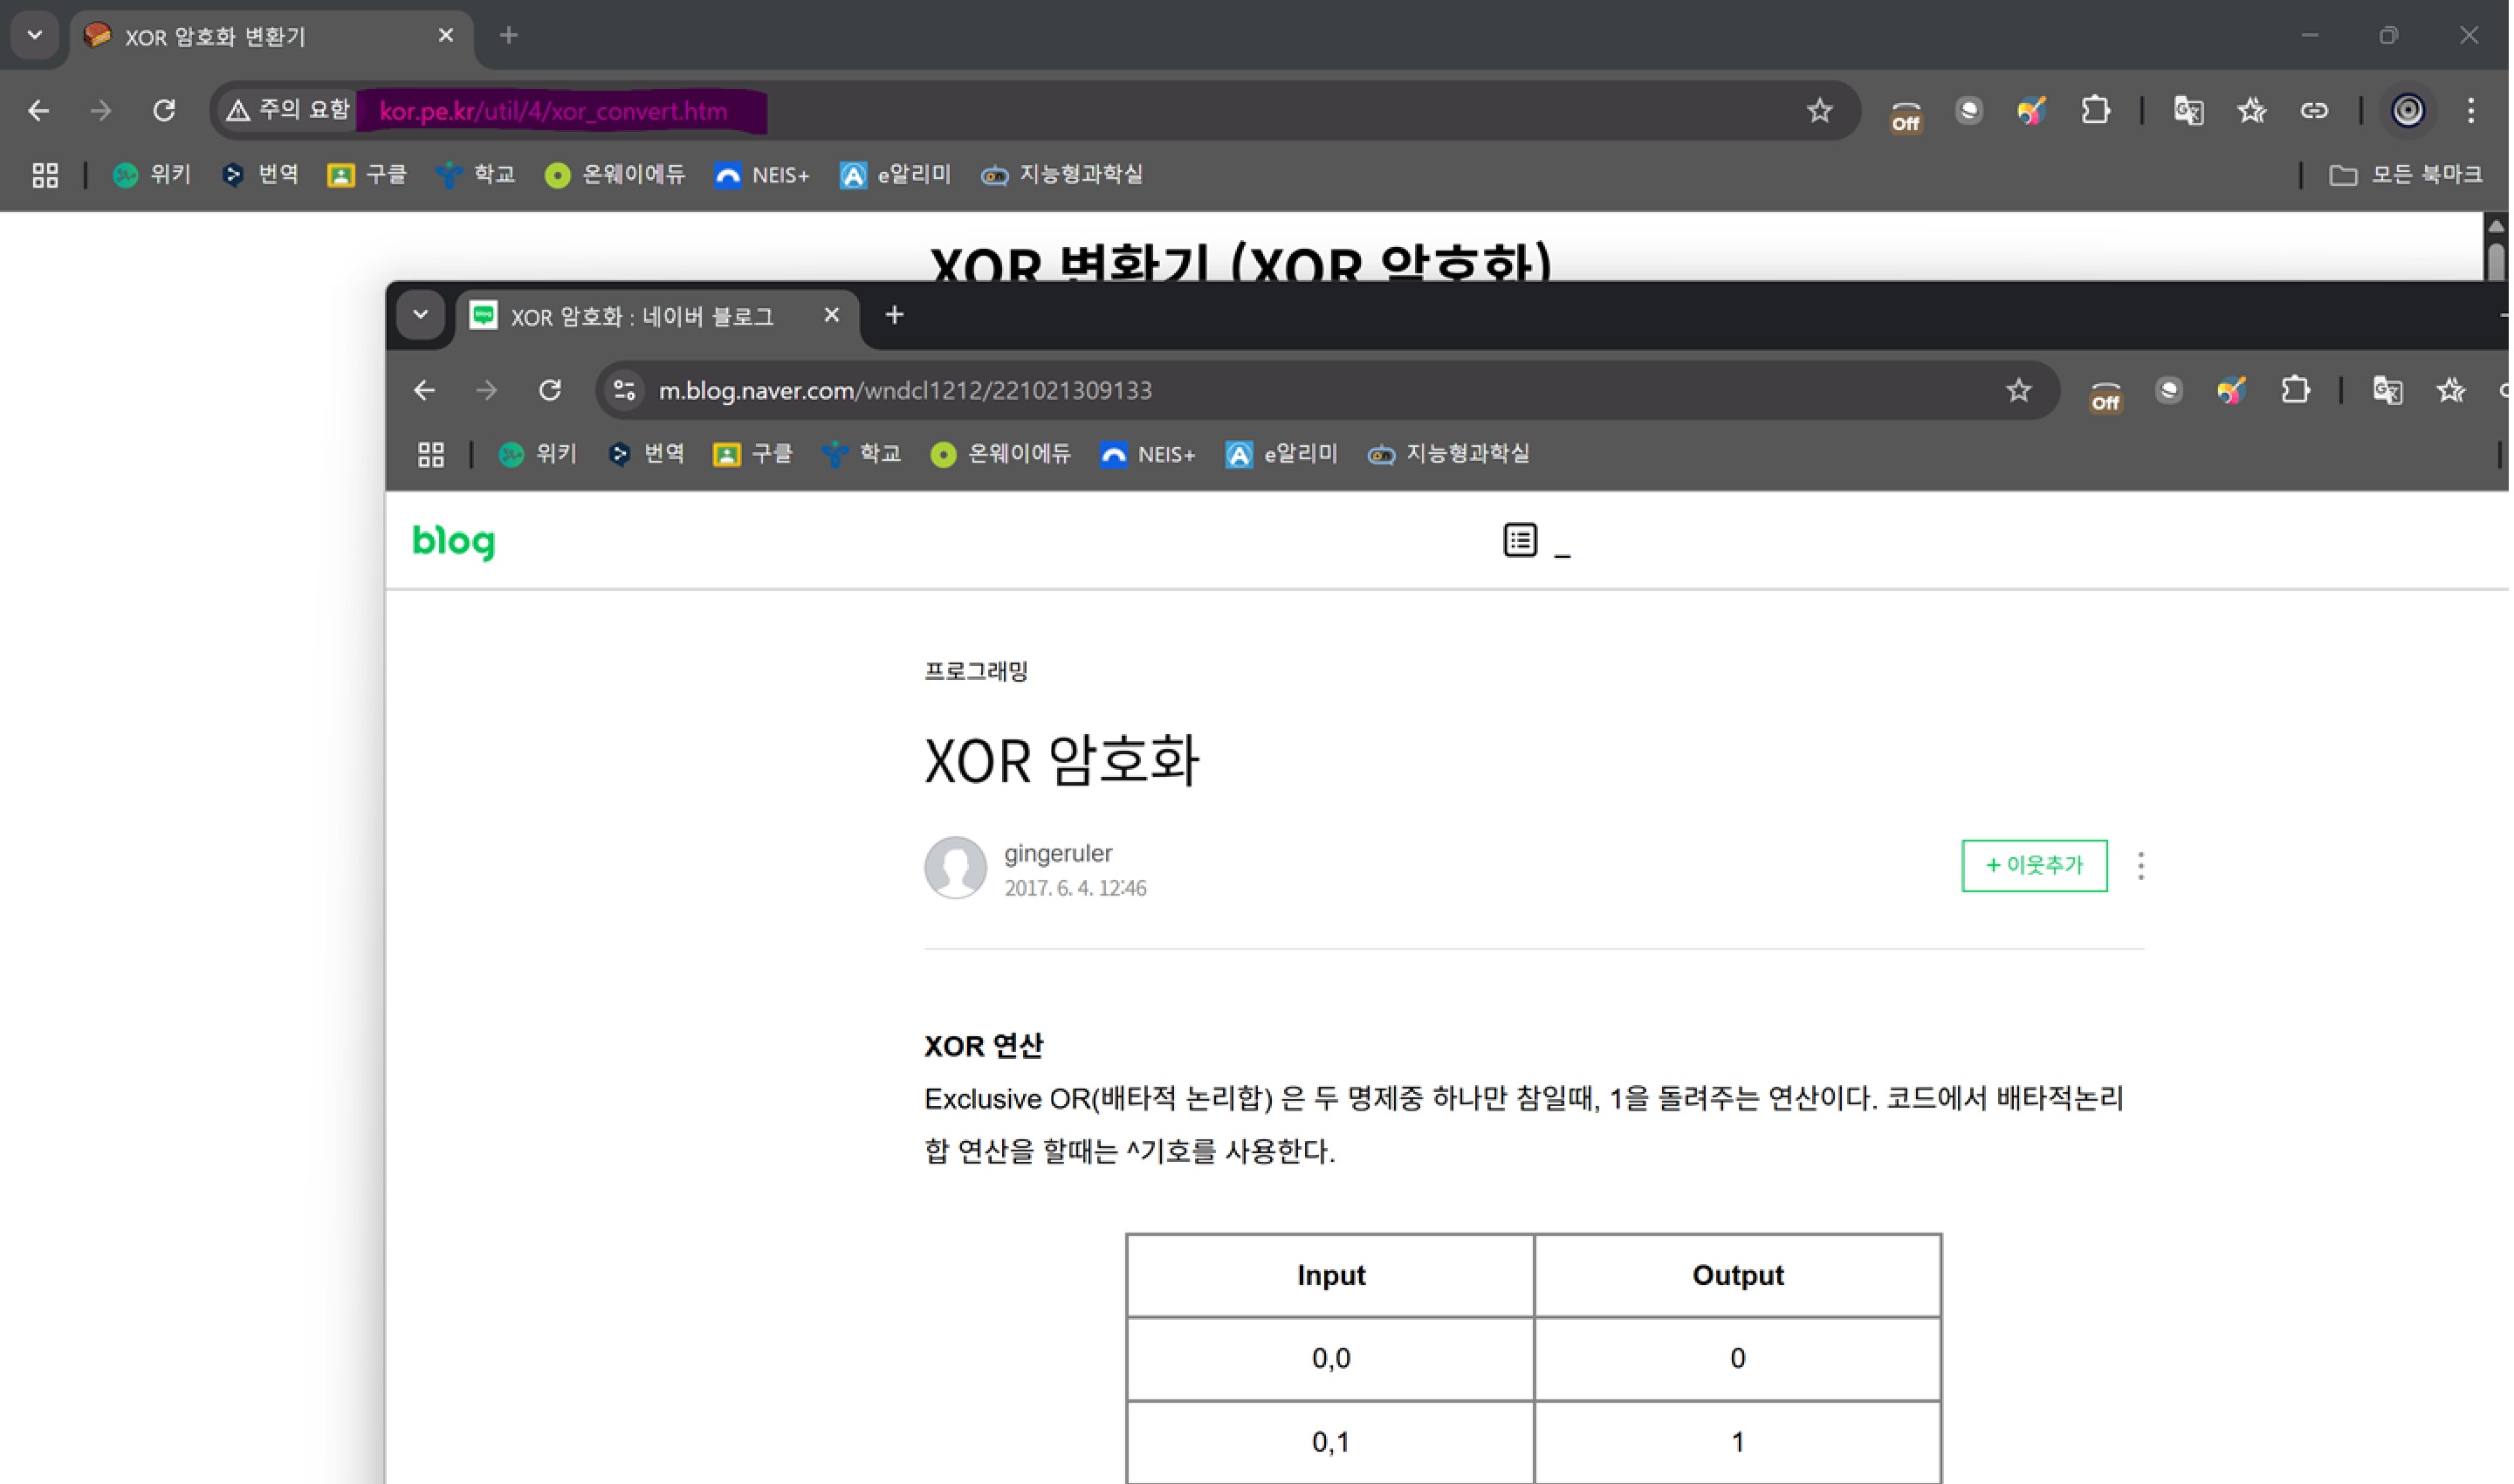 XOR 암호화 변환기
주의 요함 kor.pe.kr/util/4/xor_convert.htm
Off
위키 번역 구클 학교 온웨이에듀 NEIS+ e알리미 지능형과학실 모든 북마크
XOR 변환기 (XOR 암호화)
XOR 암호화 : 네이버 블로그
m.blog.naver.com/wndcl1212/221021309133
Off
위키 번역 구클 학교 온웨이에듀 NEIS+ e알리미 지능형과학실
blog
_
프로그래밍
XOR 암호화
gingeruler
2017. 6. 4. 12:46
+ 이웃추가
XOR 연산
Exclusive OR(배타적 논리합) 은 두 명제중 하나만 참일때, 1을 돌려주는 연산이다. 코드에서 배타적논리
합 연산을 할때는 ^기호를 사용한다.
Input Output
0,0 0
0,1 1